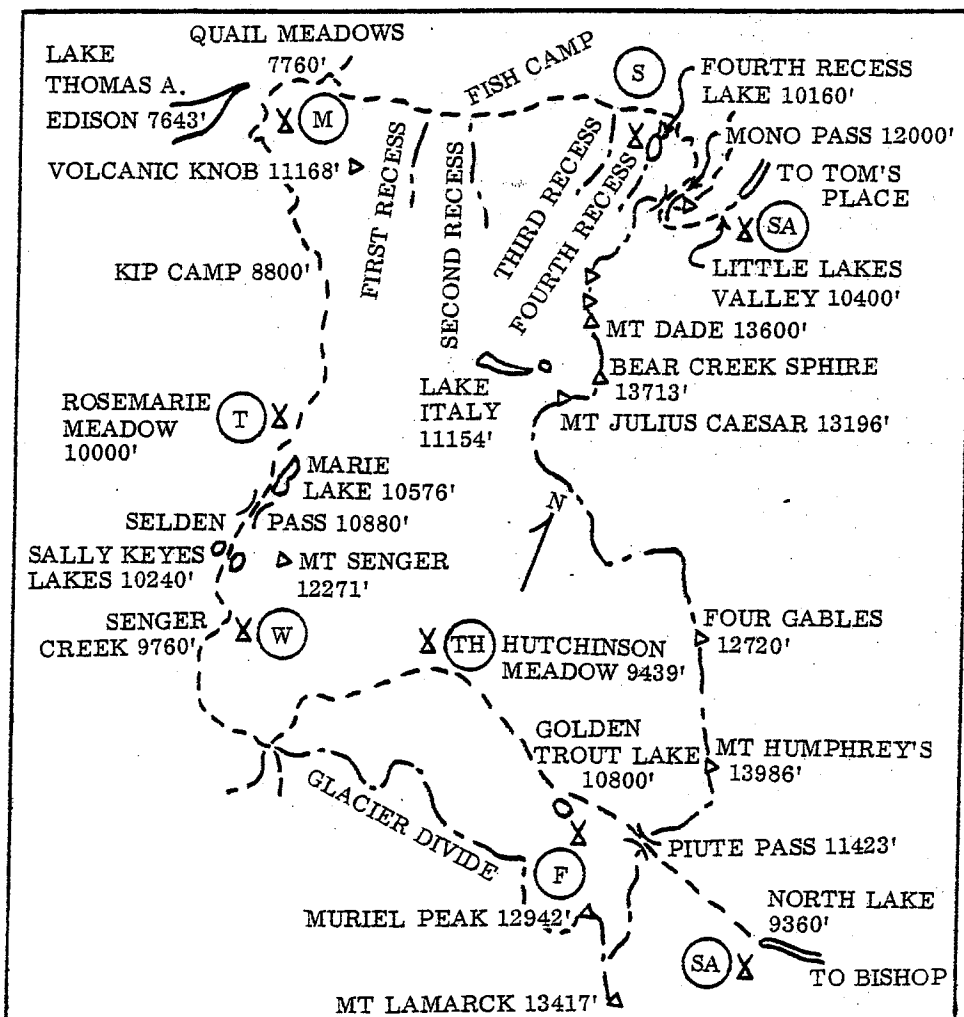 QUAIL MEADOWS
7760'
LAKE
THOMAS A.
EDISON 7643'
M
VOLCANIC KNOB 11168'
FISH CAMP
S
FOURTH RECESS
LAKE 10160'
MONO PASS 12000'
TO TOM'S
PLACE
SA
LITTLE LAKES
VALLEY 10400'
FIRST RECESS
SECOND RECESS
THIRD RECESS
FOURTH RECESS
KIP CAMP 8800'
MT DADE 13600'
BEAR CREEK SPHIRE
13713'
LAKE
ITALY
11154'
MT JULIUS CAESAR 13196'
ROSEMARIE
MEADOW
10000'
T
MARIE
LAKE 10576'
SELDEN PASS 10880'
N
SALLY KEYES
LAKES 10240'
MT SENGER
12271'
SENGER
CREEK 9760'
W
TH
HUTCHINSON
MEADOW 9439'
FOUR GABLES
12720'
GOLDEN
TROUT LAKE
10800'
MT HUMPHREY'S
13986'
GLACIER DIVIDE
F
PIUTE PASS 11423'
MURIEL PEAK 12942'
NORTH LAKE
9360'
SA
TO BISHOP
MT LAMARCK 13417'